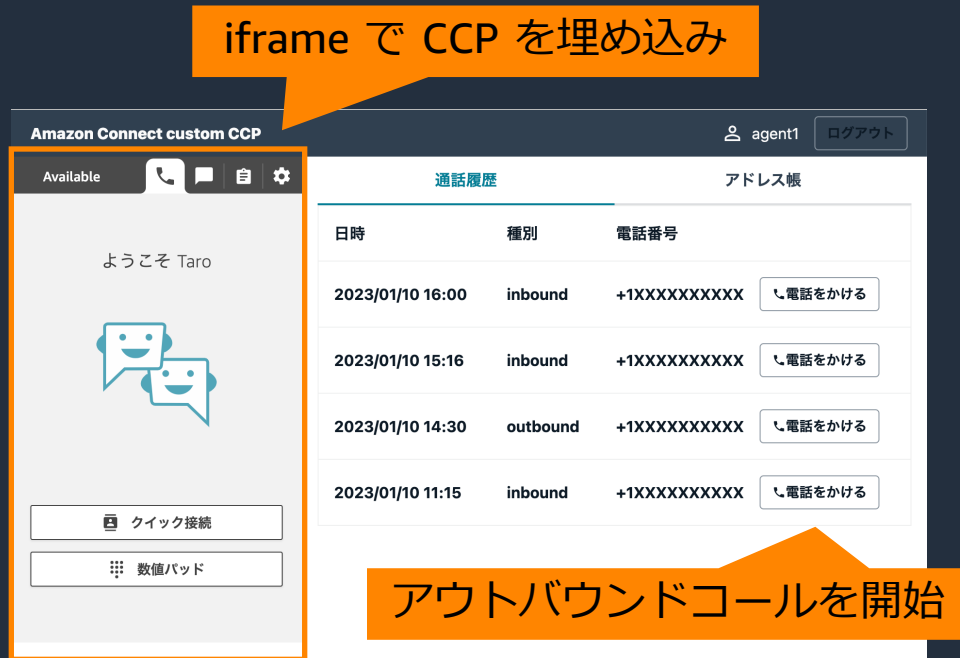 iframe で CCP を埋め込み
Amazon Connect custom CCP
agent1
ログアウト
Available
ようこそ Taro
クイック接続
数値パッド
通話履歴 アドレス帳
日時 種別 電話番号
2023/01/10 16:00 inbound +1XXXXXXXXXX 電話をかける
2023/01/10 15:16 inbound +1XXXXXXXXXX 電話をかける
2023/01/10 14:30 outbound +1XXXXXXXXXX 電話をかける
2023/01/10 11:15 inbound +1XXXXXXXXXX 電話をかける
アウトバウンドコールを開始